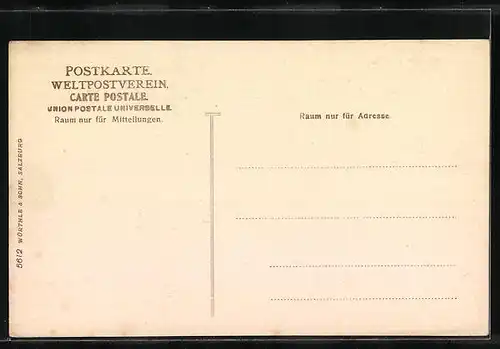 POSTKARTE.
WELTPOSTVEREIN.
CARTE POSTALE.
UNION POSTALE UNIVERSELLE.
Raum nur für Mitteilungen.
Raum nur für Adresse.
5612 WÜRTHLE & SOHN, SALZBURG